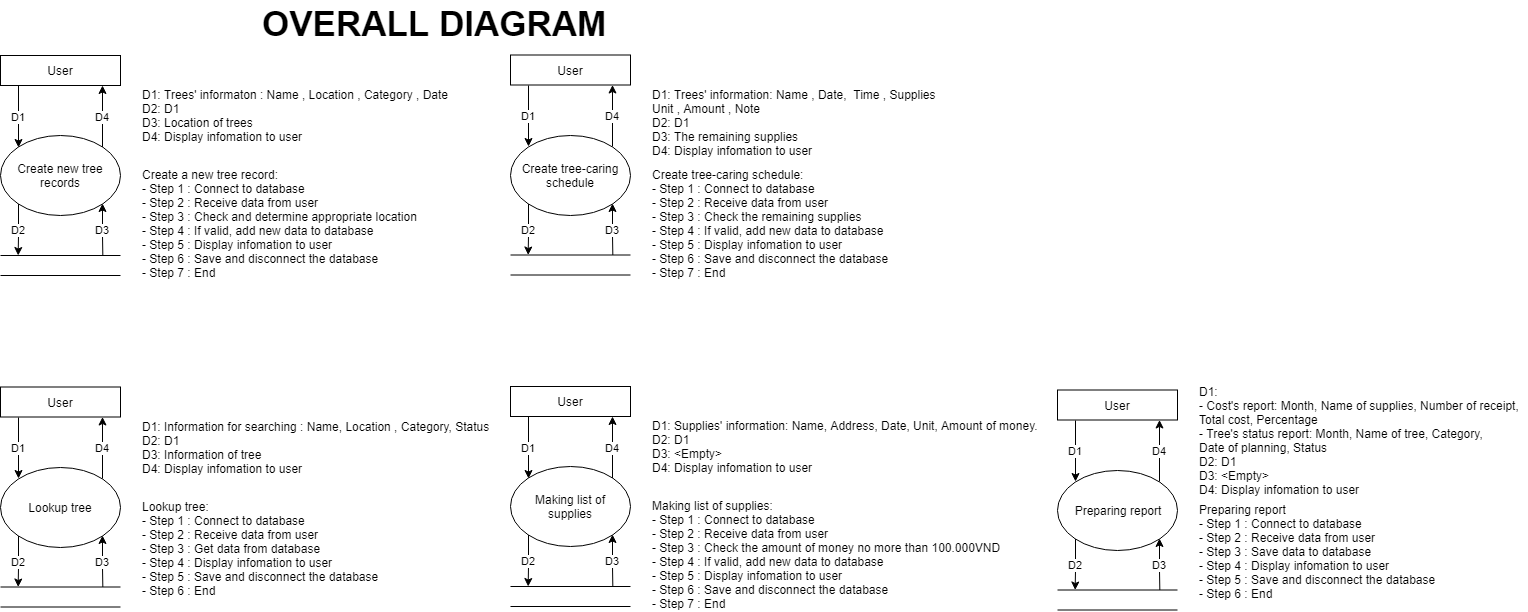 OVERALL DIAGRAM
User
D1
D4
Create new tree
records
D2
D3
D1: Trees' informaton : Name , Location , Category , Date
D2: D1
D3: Location of trees
D4: Display infomation to user
Create a new tree record:
- Step 1 : Connect to database
- Step 2 : Receive data from user
- Step 3 : Check and determine appropriate location
- Step 4 : If valid, add new data to database
- Step 5 : Display infomation to user
- Step 6 : Save and disconnect the database
- Step 7 : End
User
D1
D4
Create tree-caring
schedule
D2
D3
D1: Trees' information: Name , Date,  Time , Supplies
Unit , Amount , Note
D2: D1
D3: The remaining supplies
D4: Display infomation to user
Create tree-caring schedule:
- Step 1 : Connect to database
- Step 2 : Receive data from user
- Step 3 : Check the remaining supplies
- Step 4 : If valid, add new data to database
- Step 5 : Display infomation to user
- Step 6 : Save and disconnect the database
- Step 7 : End
User
D1
D4
Lookup tree
D2
D3
D1: Information for searching : Name, Location , Category, Status
D2: D1
D3: Information of tree
D4: Display infomation to user
Lookup tree:
- Step 1 : Connect to database
- Step 2 : Receive data from user
- Step 3 : Get data from database
- Step 4 : Display infomation to user
- Step 5 : Save and disconnect the database
- Step 6 : End
User
D1
D4
Making list of
supplies
D2
D3
D1: Supplies' information: Name, Address, Date, Unit, Amount of money.
D2: D1
D3: <Empty>
D4: Display infomation to user
Making list of supplies:
- Step 1 : Connect to database
- Step 2 : Receive data from user
- Step 3 : Check the amount of money no more than 100.000VND
- Step 4 : If valid, add new data to database
- Step 5 : Display infomation to user
- Step 6 : Save and disconnect the database
- Step 7 : End
User
D1
D4
Preparing report
D2
D3
D1:
- Cost's report: Month, Name of supplies, Number of receipt,
Total cost, Percentage
- Tree's status report: Month, Name of tree, Category,
Date of planning, Status
D2: D1
D3: <Empty>
D4: Display infomation to user
Preparing report
- Step 1 : Connect to database
- Step 2 : Receive data from user
- Step 3 : Save data to database
- Step 4 : Display infomation to user
- Step 5 : Save and disconnect the database
- Step 6 : End